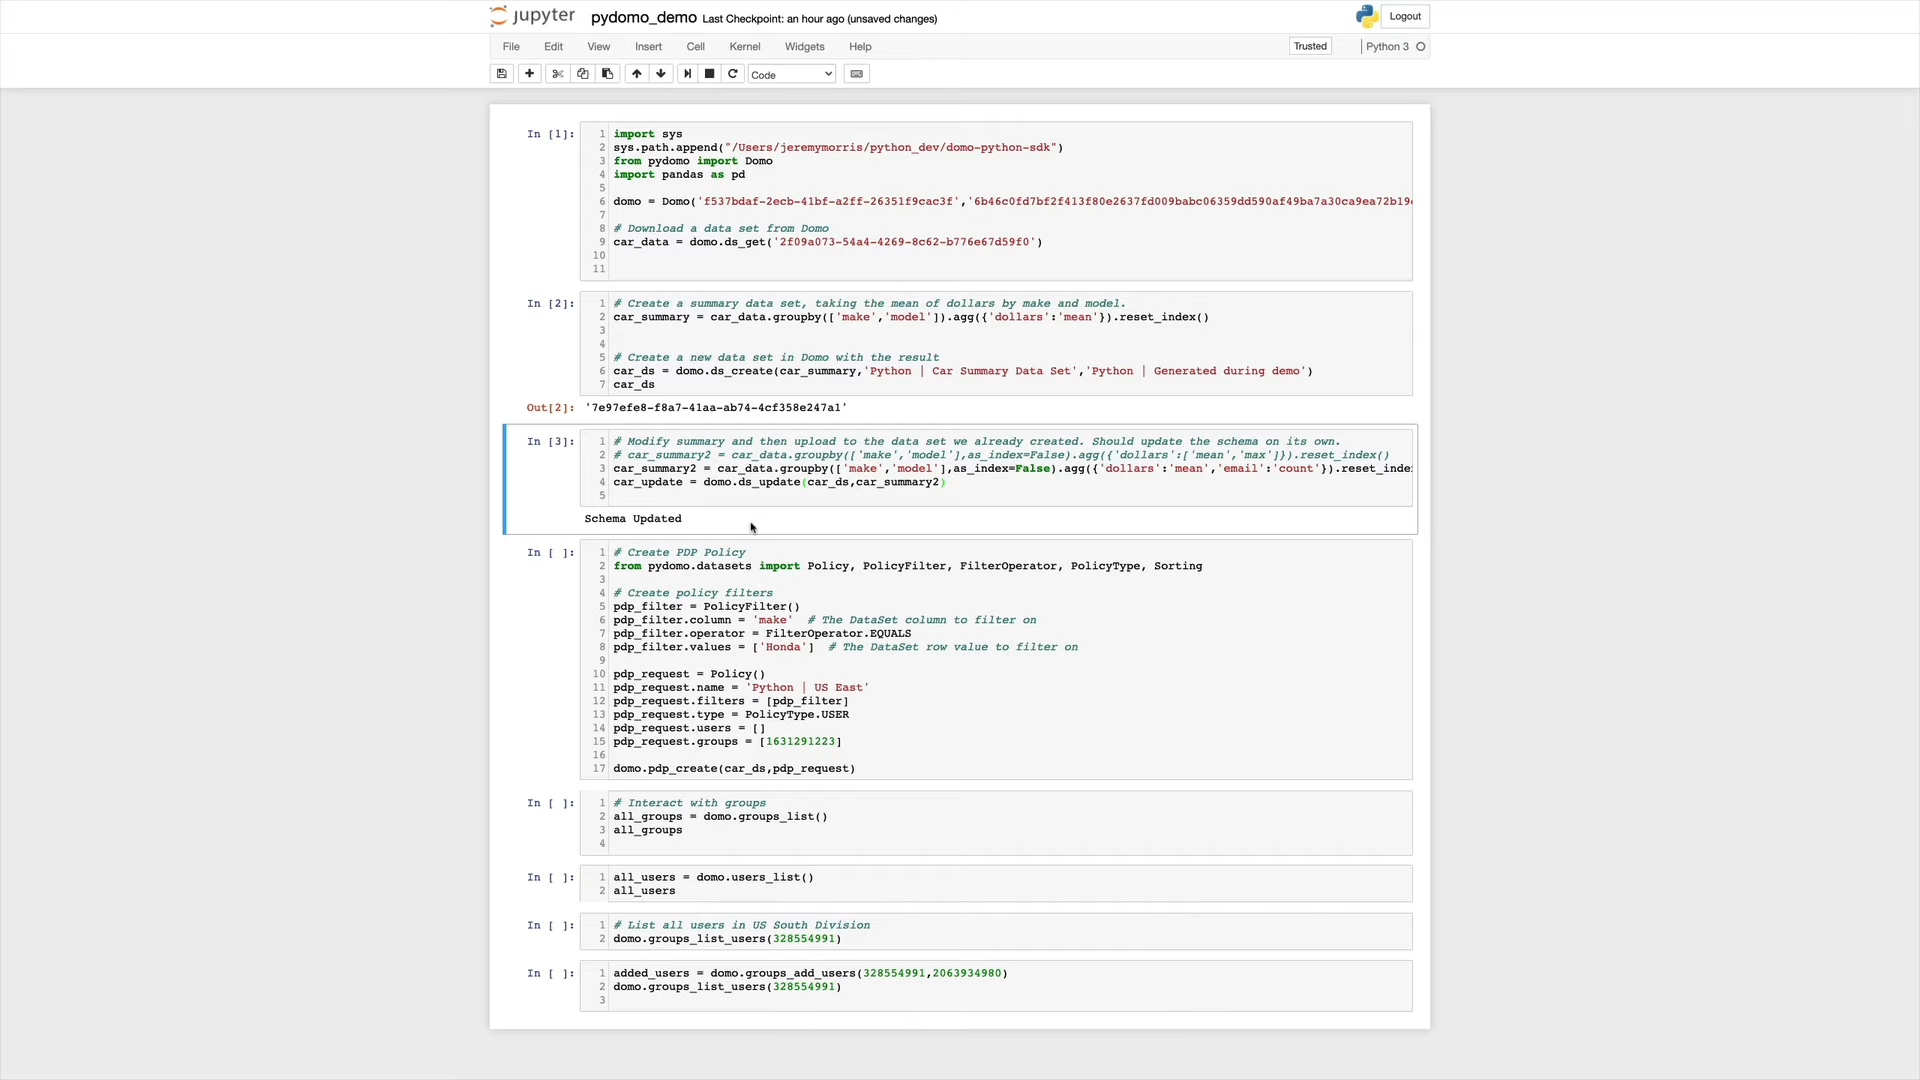 jupyter pydomo_demo Last Checkpoint: an hour ago (unsaved changes) Logout
File Edit View Insert Cell Kernel Widgets Help Trusted Python 3
Code
In [1]:
1 import sys
2 sys.path.append("/Users/jeremymorris/python_dev/domo-python-sdk")
3 from pydomo import Domo
4 import pandas as pd
5
6 domo = Domo('f537bdaf-2ecb-41bf-a2ff-26351f9cac3f','6b46c0fd7bf2f413f80e2637fd009babc06359dd590af49ba7a30ca9ea72b19
7
8 # Download a data set from Domo
9 car_data = domo.ds_get('2f09a073-54a4-4269-8c62-b776e67d59f0')
10
11
In [2]:
1 # Create a summary data set, taking the mean of dollars by make and model.
2 car_summary = car_data.groupby(['make','model']).agg({'dollars':'mean'}).reset_index()
3
4
5 # Create a new data set in Domo with the result
6 car_ds = domo.ds_create(car_summary,'Python | Car Summary Data Set','Python | Generated during demo')
7 car_ds
Out[2]: '7e97efe8-f8a7-41aa-ab74-4cf358e247a1'
In [3]:
1 # Modify summary and then upload to the data set we already created. Should update the schema on its own.
2 # car_summary2 = car_data.groupby(['make','model'],as_index=False).agg({'dollars':['mean','max']}).reset_index()
3 car_summary2 = car_data.groupby(['make','model'],as_index=False).agg({'dollars':'mean','email':'count'}).reset_inde
4 car_update = domo.ds_update(car_ds,car_summary2)
5
Schema Updated
In [ ]:
1 # Create PDP Policy
2 from pydomo.datasets import Policy, PolicyFilter, FilterOperator, PolicyType, Sorting
3
4 # Create policy filters
5 pdp_filter = PolicyFilter()
6 pdp_filter.column = 'make' # The DataSet column to filter on
7 pdp_filter.operator = FilterOperator.EQUALS
8 pdp_filter.values = ['Honda'] # The DataSet row value to filter on
9
10 pdp_request = Policy()
11 pdp_request.name = 'Python | US East'
12 pdp_request.filters = [pdp_filter]
13 pdp_request.type = PolicyType.USER
14 pdp_request.users = []
15 pdp_request.groups = [1631291223]
16
17 domo.pdp_create(car_ds,pdp_request)
In [ ]:
1 # Interact with groups
2 all_groups = domo.groups_list()
3 all_groups
4
In [ ]:
1 all_users = domo.users_list()
2 all_users
In [ ]:
1 # List all users in US South Division
2 domo.groups_list_users(328554991)
In [ ]:
1 added_users = domo.groups_add_users(328554991,2063934980)
2 domo.groups_list_users(328554991)
3